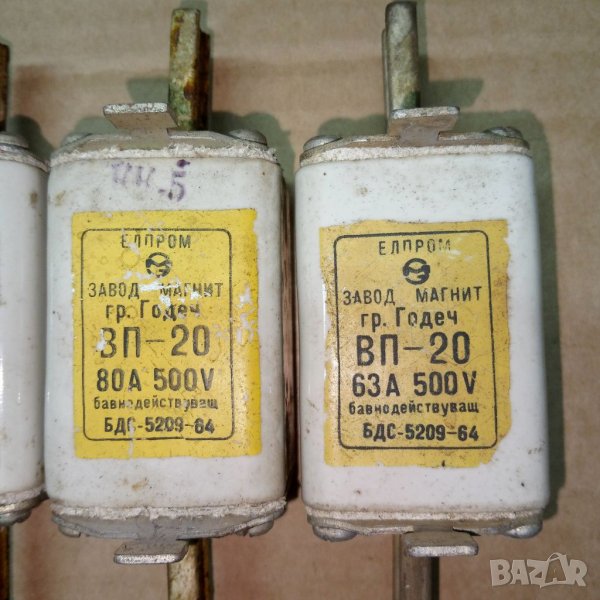 ЕЛПРОМ
ЗАВОД МАГНИТ
гр. Годеч
ВП-20
80А 500V
бавнодействуващ
БДС-5209-64
ЕЛПРОМ
ЗАВОД МАГНИТ
гр. Годеч
ВП-20
63А 500V
бавнодействуващ
БДС-5209-64
BAZAR